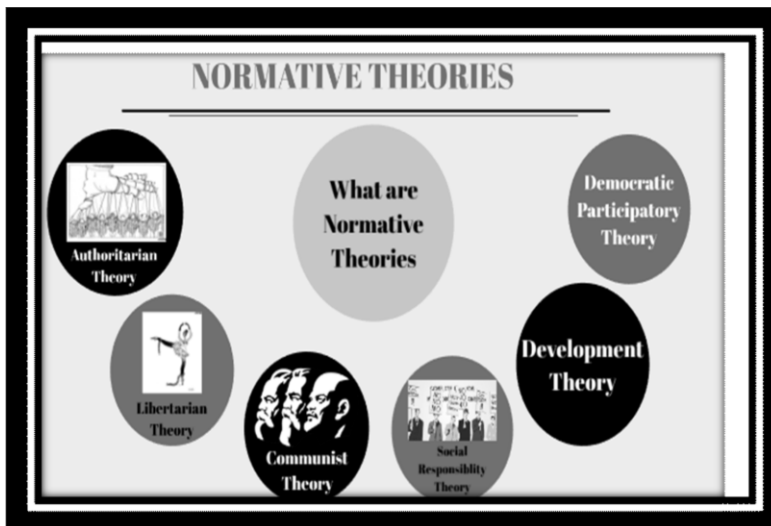 NORMATIVE THEORIES
What are
Normative
Theories
Authoritarian
Theory
Libertarian
Theory
Communist
Theory
Social
Responsiblity
Theory
Development
Theory
Democratic
Participatory
Theory